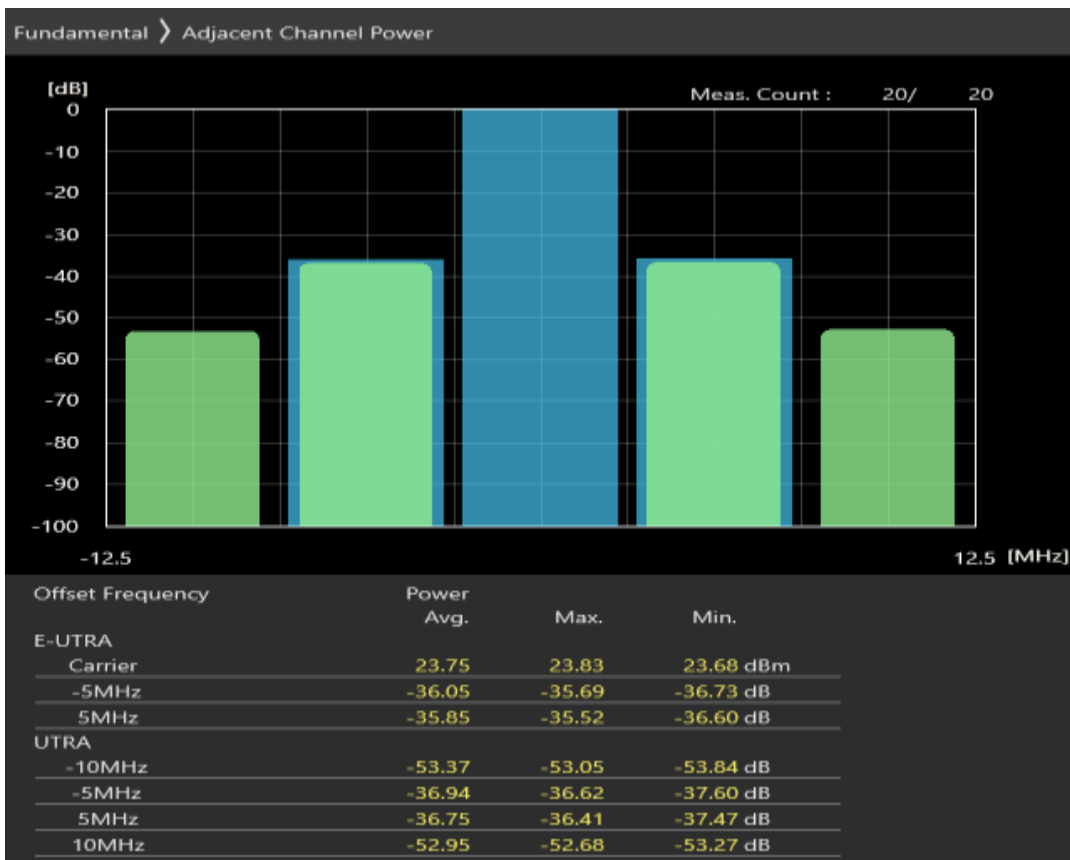 Fundamental 〉 Adjacent Channel Power
[dB]
Meas. Count : 20/ 20
0
-10
-20
-30
-40
-50
-60
-70
-80
-90
-100
-12.5 12.5 [MHz]
Offset Frequency Power
Avg. Max. Min.
E-UTRA
Carrier 23.75 23.83 23.68 dBm
-5MHz -36.05 -35.69 -36.73 dB
5MHz -35.85 -35.52 -36.60 dB
UTRA
-10MHz -53.37 -53.05 -53.84 dB
-5MHz -36.94 -36.62 -37.60 dB
5MHz -36.75 -36.41 -37.47 dB
10MHz -52.95 -52.68 -53.27 dB